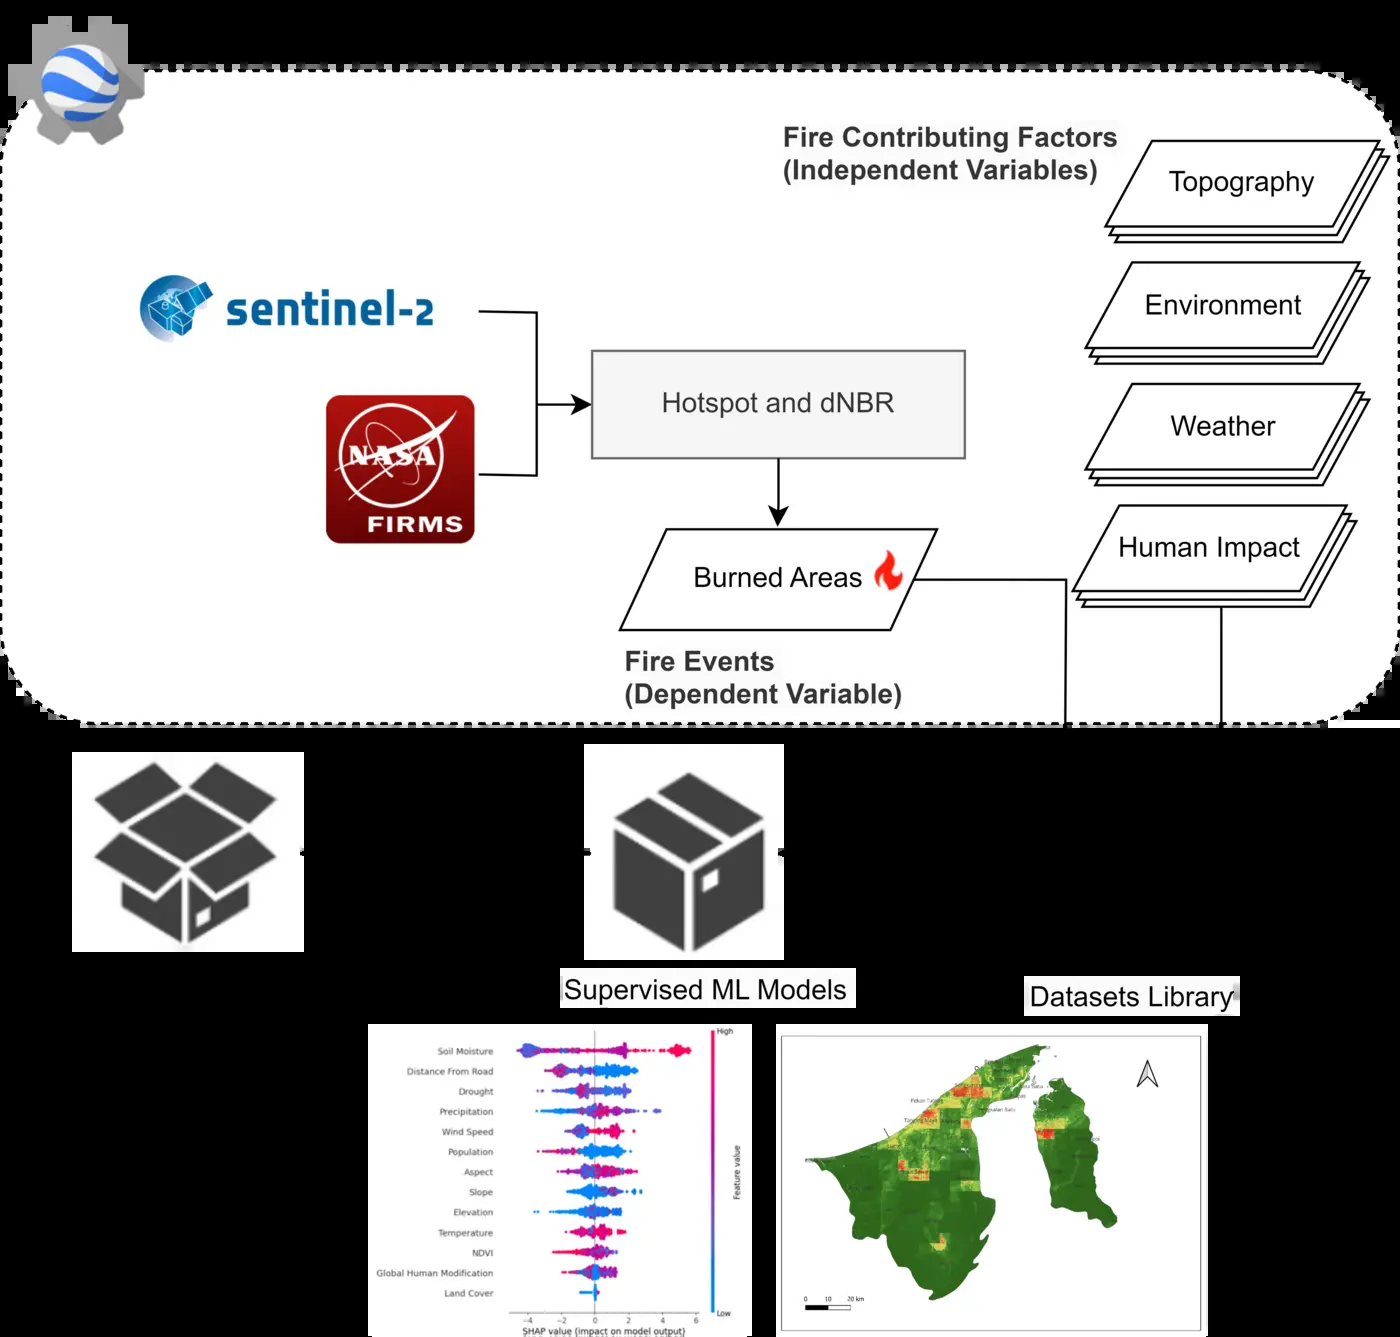 Fire Contributing Factors
(Independent Variables)
Topography
Environment
Weather
Human Impact
sentinel-2
NASA
FIRMS
Hotspot and dNBR
Burned Areas
Fire Events
(Dependent Variable)
Supervised ML Models
Datasets Library
High
Soil Moisture
Distance From Road
Drought
Precipitation
Wind Speed
Population
Aspect
Slope
Elevation
Temperature
NDVI
Global Human Modification
Land Cover
Feature value
Low
−4 −2 0 2 4 6
SHAP value (impact on model output)
0 10 20 km